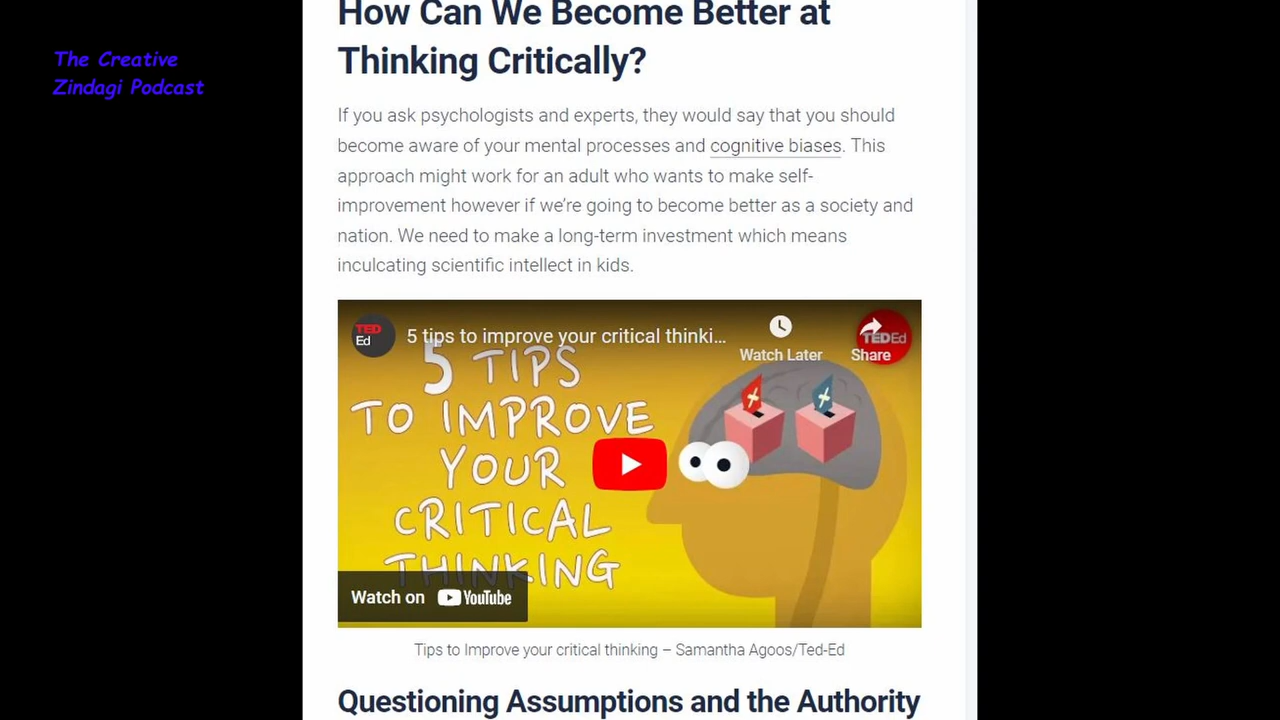 The Creative
Zindagi Podcast
How Can We Become Better at
Thinking Critically?
If you ask psychologists and experts, they would say that you should
become aware of your mental processes and cognitive biases. This
approach might work for an adult who wants to make self-
improvement however if we’re going to become better as a society and
nation. We need to make a long-term investment which means
inculcating scientific intellect in kids.
TED
Ed
5 tips to improve your critical thinki...
Watch Later
Share
TEDEd
5 TIPS
TO IMPROVE
YOUR
CRITICAL
THINKING
Watch on YouTube
Tips to Improve your critical thinking – Samantha Agoos/Ted-Ed
Questioning Assumptions and the Authority